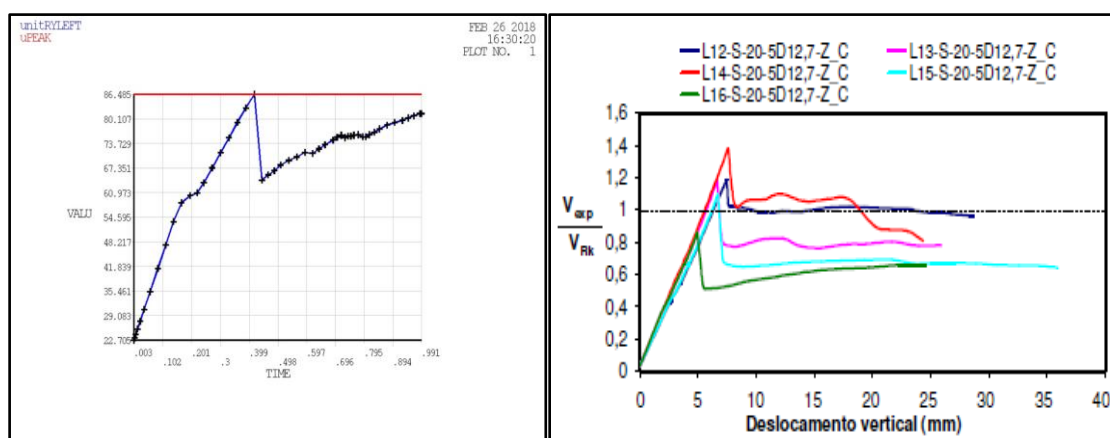 unitRYLEFT
uPEAK
FEB 26 2018
16:30:20
PLOT NO. 1
86.485
80.107
73.729
67.351
60.973
VALU
54.595
48.217
41.839
35.461
29.083
22.705
.003 .201 .399 .597 .795 .991
.102 .3 .498 .696 .894
TIME
L12-S-20-5D12,7-Z_C L13-S-20-5D12,7-Z_C
L14-S-20-5D12,7-Z_C L15-S-20-5D12,7-Z_C
L16-S-20-5D12,7-Z_C
1,6
1,4
1,2
V exp
1
V Rk
0,8
0,6
0,4
0,2
0
0 5 10 15 20 25 30 35 40
Deslocamento vertical (mm)